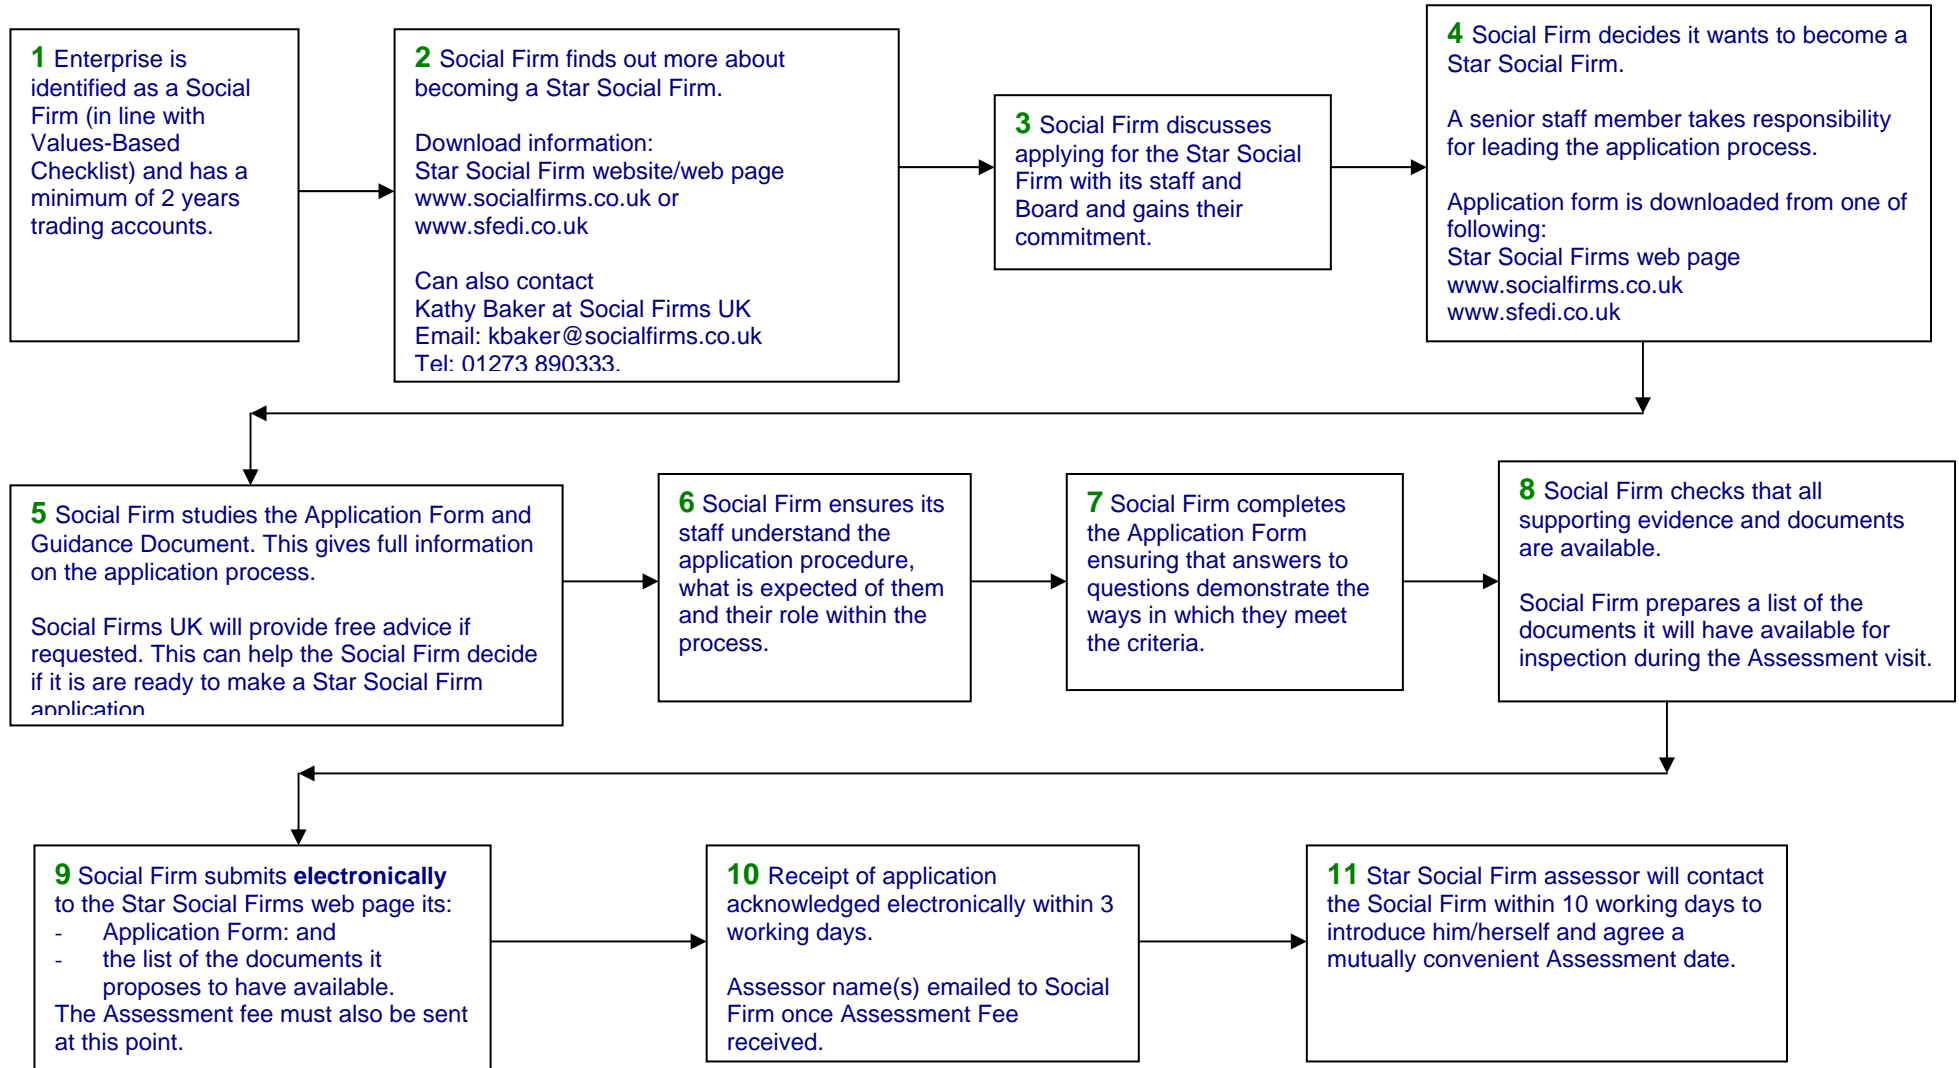 1 Enterprise is
identified as a Social
Firm (in line with
Values-Based
Checklist) and has a
minimum of 2 years
trading accounts.
2 Social Firm finds out more about
becoming a Star Social Firm.
Download information:
Star Social Firm website/web page
www.socialfirms.co.uk or
www.sfedi.co.uk
Can also contact
Kathy Baker at Social Firms UK
Email: kbaker@socialfirms.co.uk
Tel: 01273 890333.
3 Social Firm discusses
applying for the Star Social
Firm with its staff and
Board and gains their
commitment.
4 Social Firm decides it wants to become a
Star Social Firm.
A senior staff member takes responsibility
for leading the application process.
Application form is downloaded from one of
following:
Star Social Firms web page
www.socialfirms.co.uk
www.sfedi.co.uk
5 Social Firm studies the Application Form and
Guidance Document. This gives full information
on the application process.
Social Firms UK will provide free advice if
requested. This can help the Social Firm decide
if it is are ready to make a Star Social Firm
application
6 Social Firm ensures its
staff understand the
application procedure,
what is expected of them
and their role within the
process.
7 Social Firm completes
the Application Form
ensuring that answers to
questions demonstrate the
ways in which they meet
the criteria.
8 Social Firm checks that all
supporting evidence and documents
are available.
Social Firm prepares a list of the
documents it will have available for
inspection during the Assessment visit.
9 Social Firm submits electronically
to the Star Social Firms web page its:
- Application Form: and
- the list of the documents it
proposes to have available.
The Assessment fee must also be sent
at this point.
10 Receipt of application
acknowledged electronically within 3
working days.
Assessor name(s) emailed to Social
Firm once Assessment Fee
received.
11 Star Social Firm assessor will contact
the Social Firm within 10 working days to
introduce him/herself and agree a
mutually convenient Assessment date.